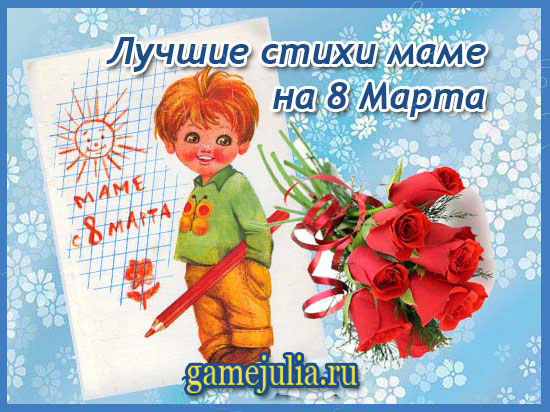 Лучшие стихи маме
на 8 Марта
МАМЕ
С 8 МАРТА
gamejulia.ru